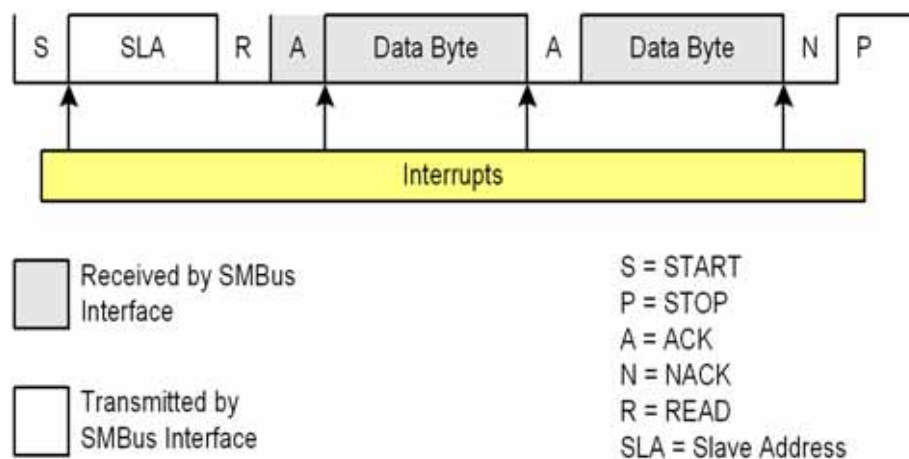 S SLA R A Data Byte A Data Byte N P
Interrupts
Received by SMBus
Interface
Transmitted by
SMBus Interface
S = START
P = STOP
A = ACK
N = NACK
R = READ
SLA = Slave Address